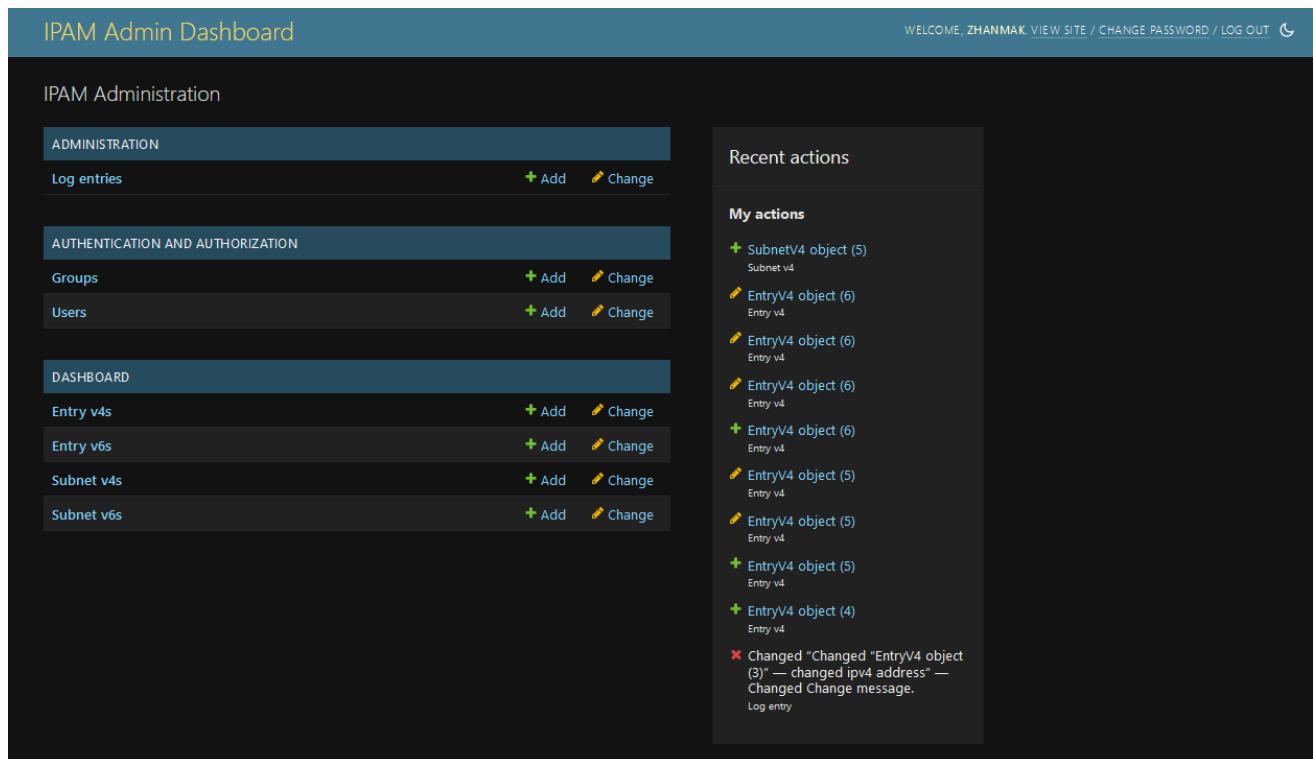 IPAM Admin Dashboard
WELCOME, ZHANMAK. VIEW SITE / CHANGE PASSWORD / LOG OUT
IPAM Administration
ADMINISTRATION
Log entries Add Change
AUTHENTICATION AND AUTHORIZATION
Groups Add Change
Users Add Change
DASHBOARD
Entry v4s Add Change
Entry v6s Add Change
Subnet v4s Add Change
Subnet v6s Add Change
Recent actions
My actions
SubnetV4 object (5)
Subnet v4
EntryV4 object (6)
Entry v4
EntryV4 object (6)
Entry v4
EntryV4 object (6)
Entry v4
EntryV4 object (6)
Entry v4
EntryV4 object (5)
Entry v4
EntryV4 object (5)
Entry v4
EntryV4 object (5)
Entry v4
EntryV4 object (4)
Entry v4
Changed “Changed “EntryV4 object
(3)” — changed ipv4 address” —
Changed Change message.
Log entry